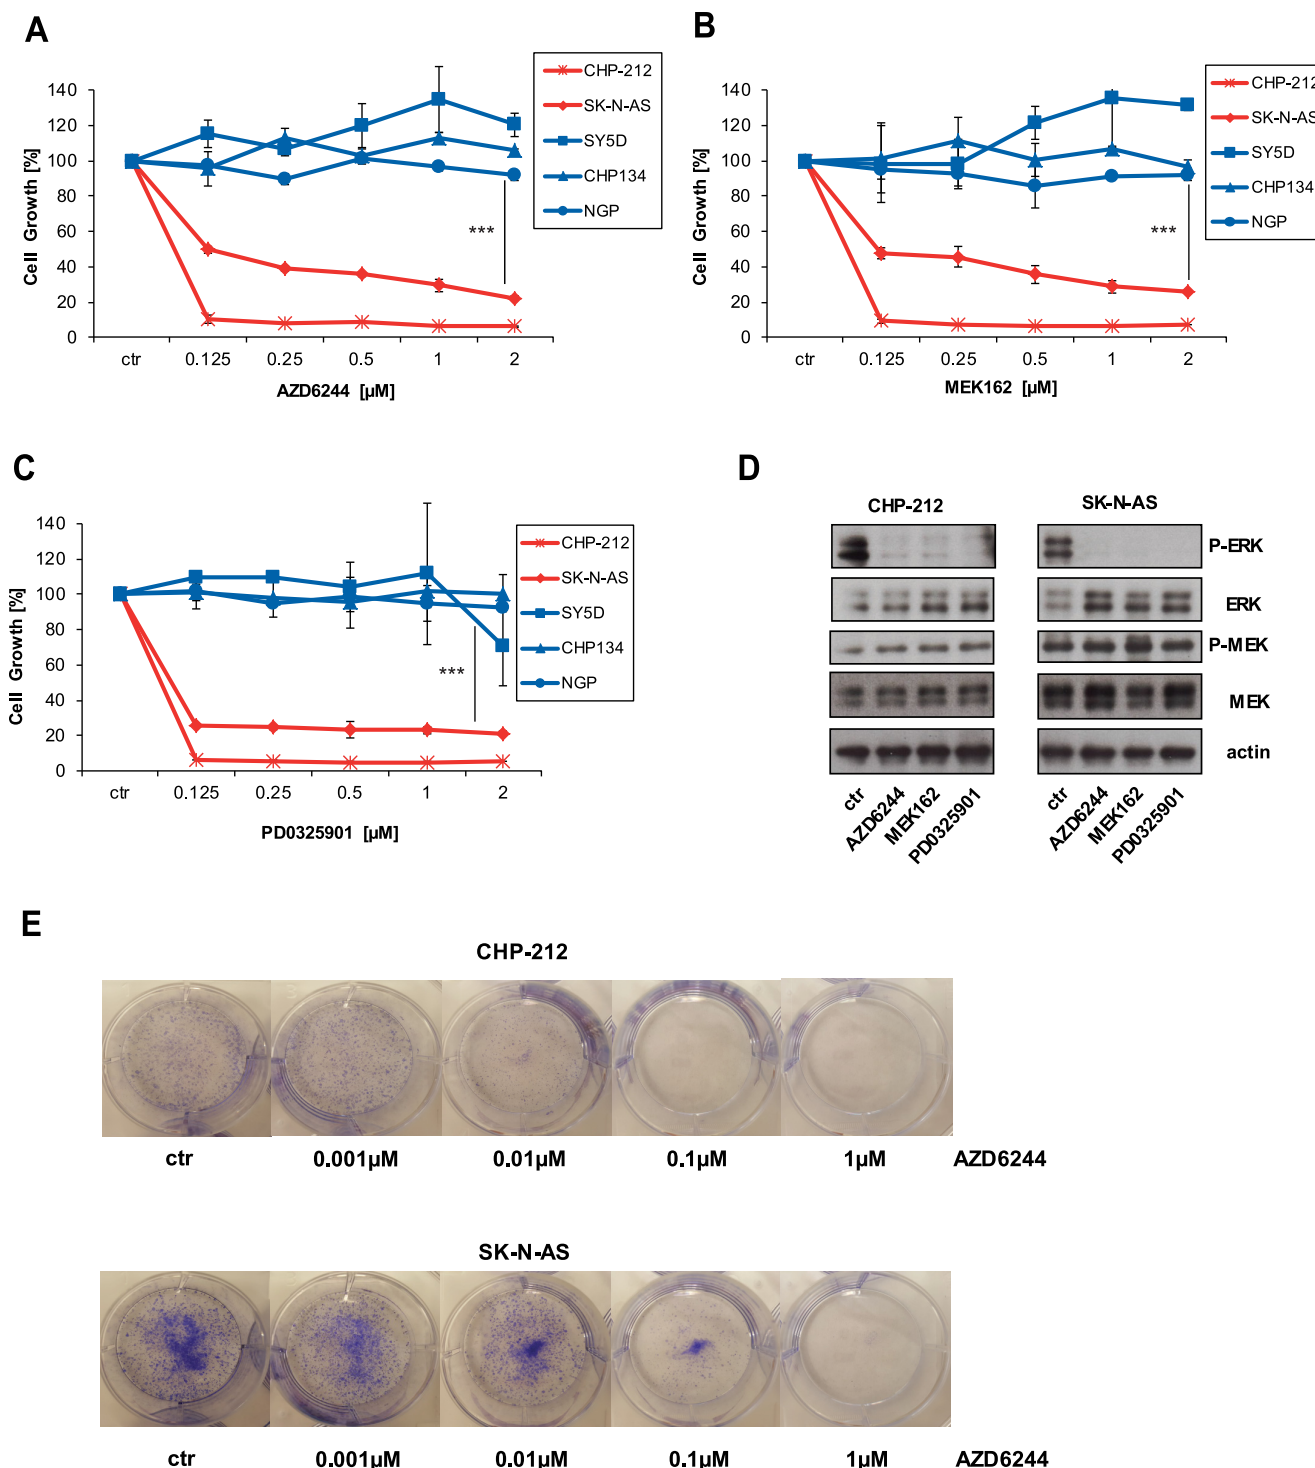 A
Cell Growth [%]
140
120
100
80
60
40
20
0
ctr 0.125 0.25 0.5 1 2
AZD6244 [µM]
***
CHP-212
SK-N-AS
SY5D
CHP134
NGP
B
Cell Growth [%]
140
120
100
80
60
40
20
0
ctr 0.125 0.25 0.5 1 2
MEK162 [µM]
***
CHP-212
SK-N-AS
SY5D
CHP134
NGP
C
Cell Growth [%]
140
120
100
80
60
40
20
0
ctr 0.125 0.25 0.5 1 2
PD0325901 [µM]
***
CHP-212
SK-N-AS
SY5D
CHP134
NGP
D
CHP-212 SK-N-AS
P-ERK
ERK
P-MEK
MEK
actin
ctr AZD6244 MEK162 PD0325901 ctr AZD6244 MEK162 PD0325901
E
CHP-212
ctr 0.001µM 0.01µM 0.1µM 1µM AZD6244
SK-N-AS
ctr 0.001µM 0.01µM 0.1µM 1µM AZD6244